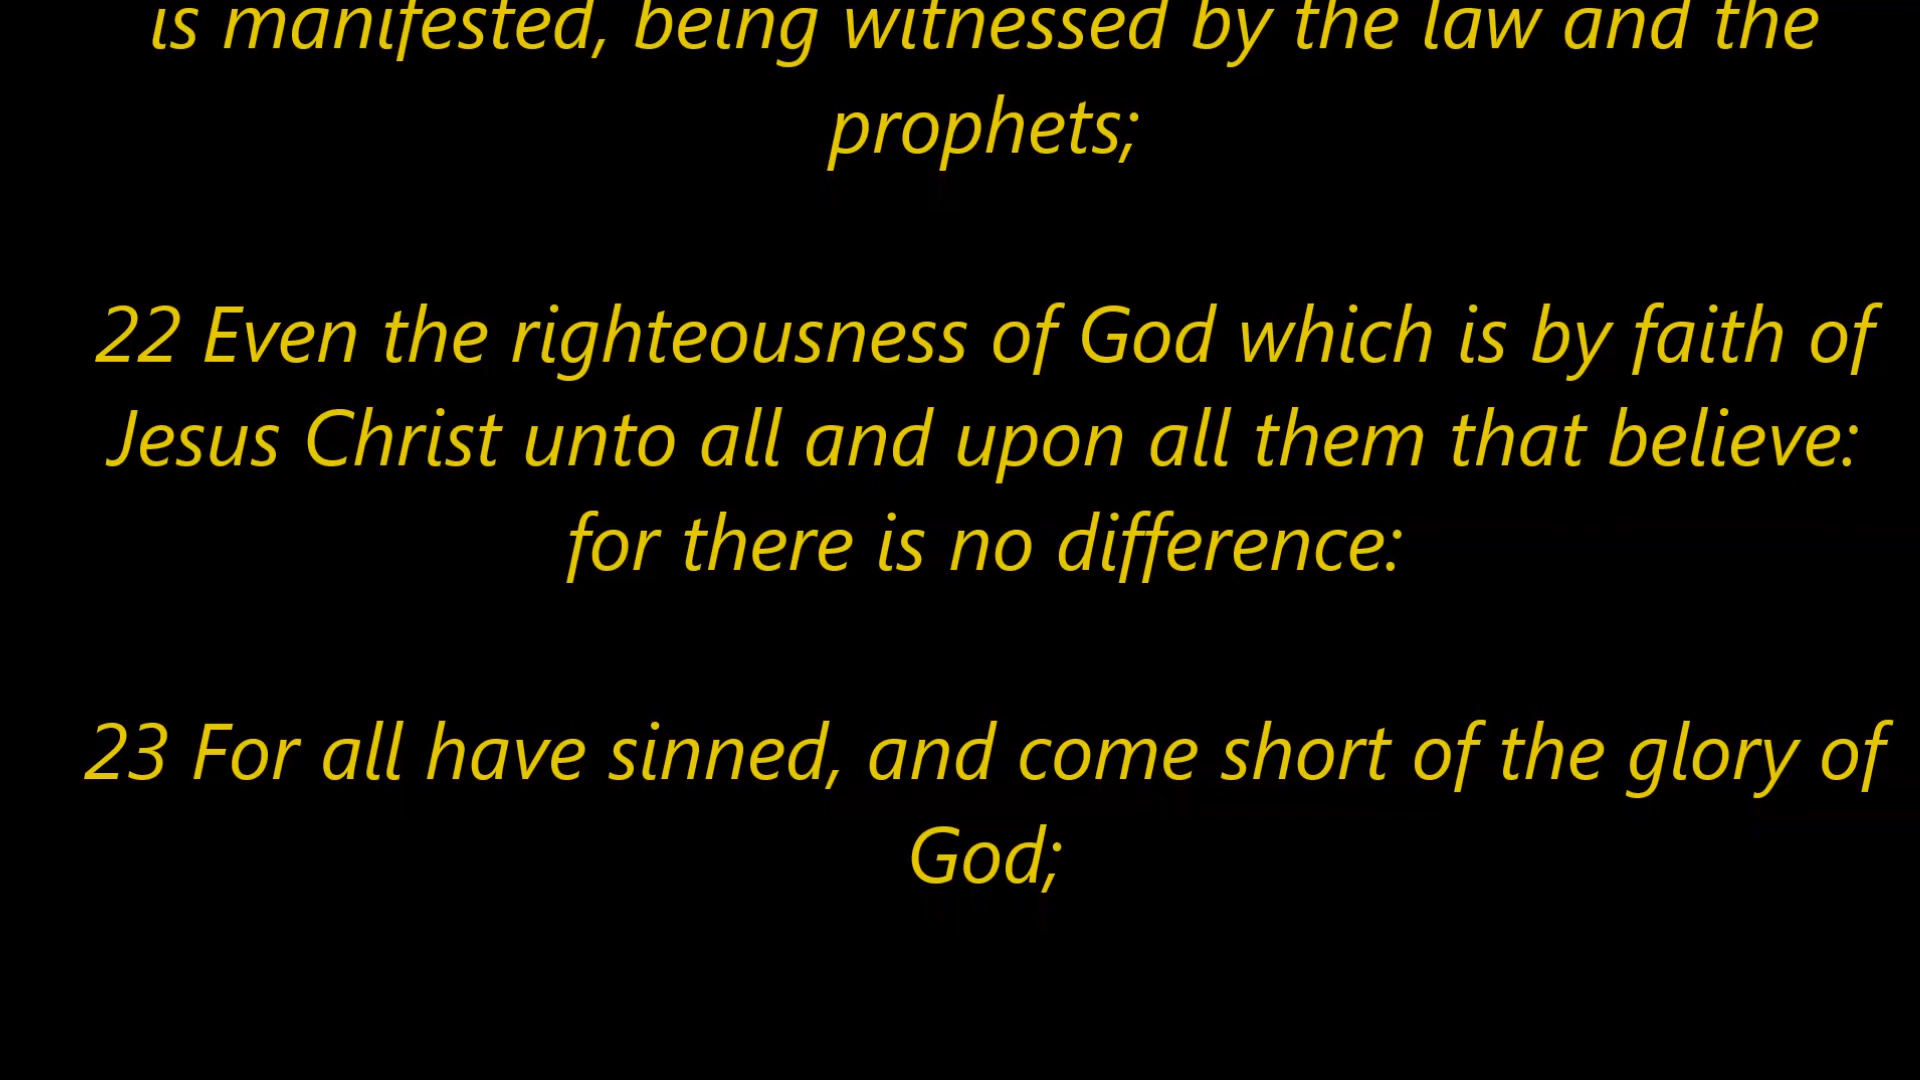 is manifested, being witnessed by the law and the
prophets;
22 Even the righteousness of God which is by faith of
Jesus Christ unto all and upon all them that believe:
for there is no difference:
23 For all have sinned, and come short of the glory of
God;